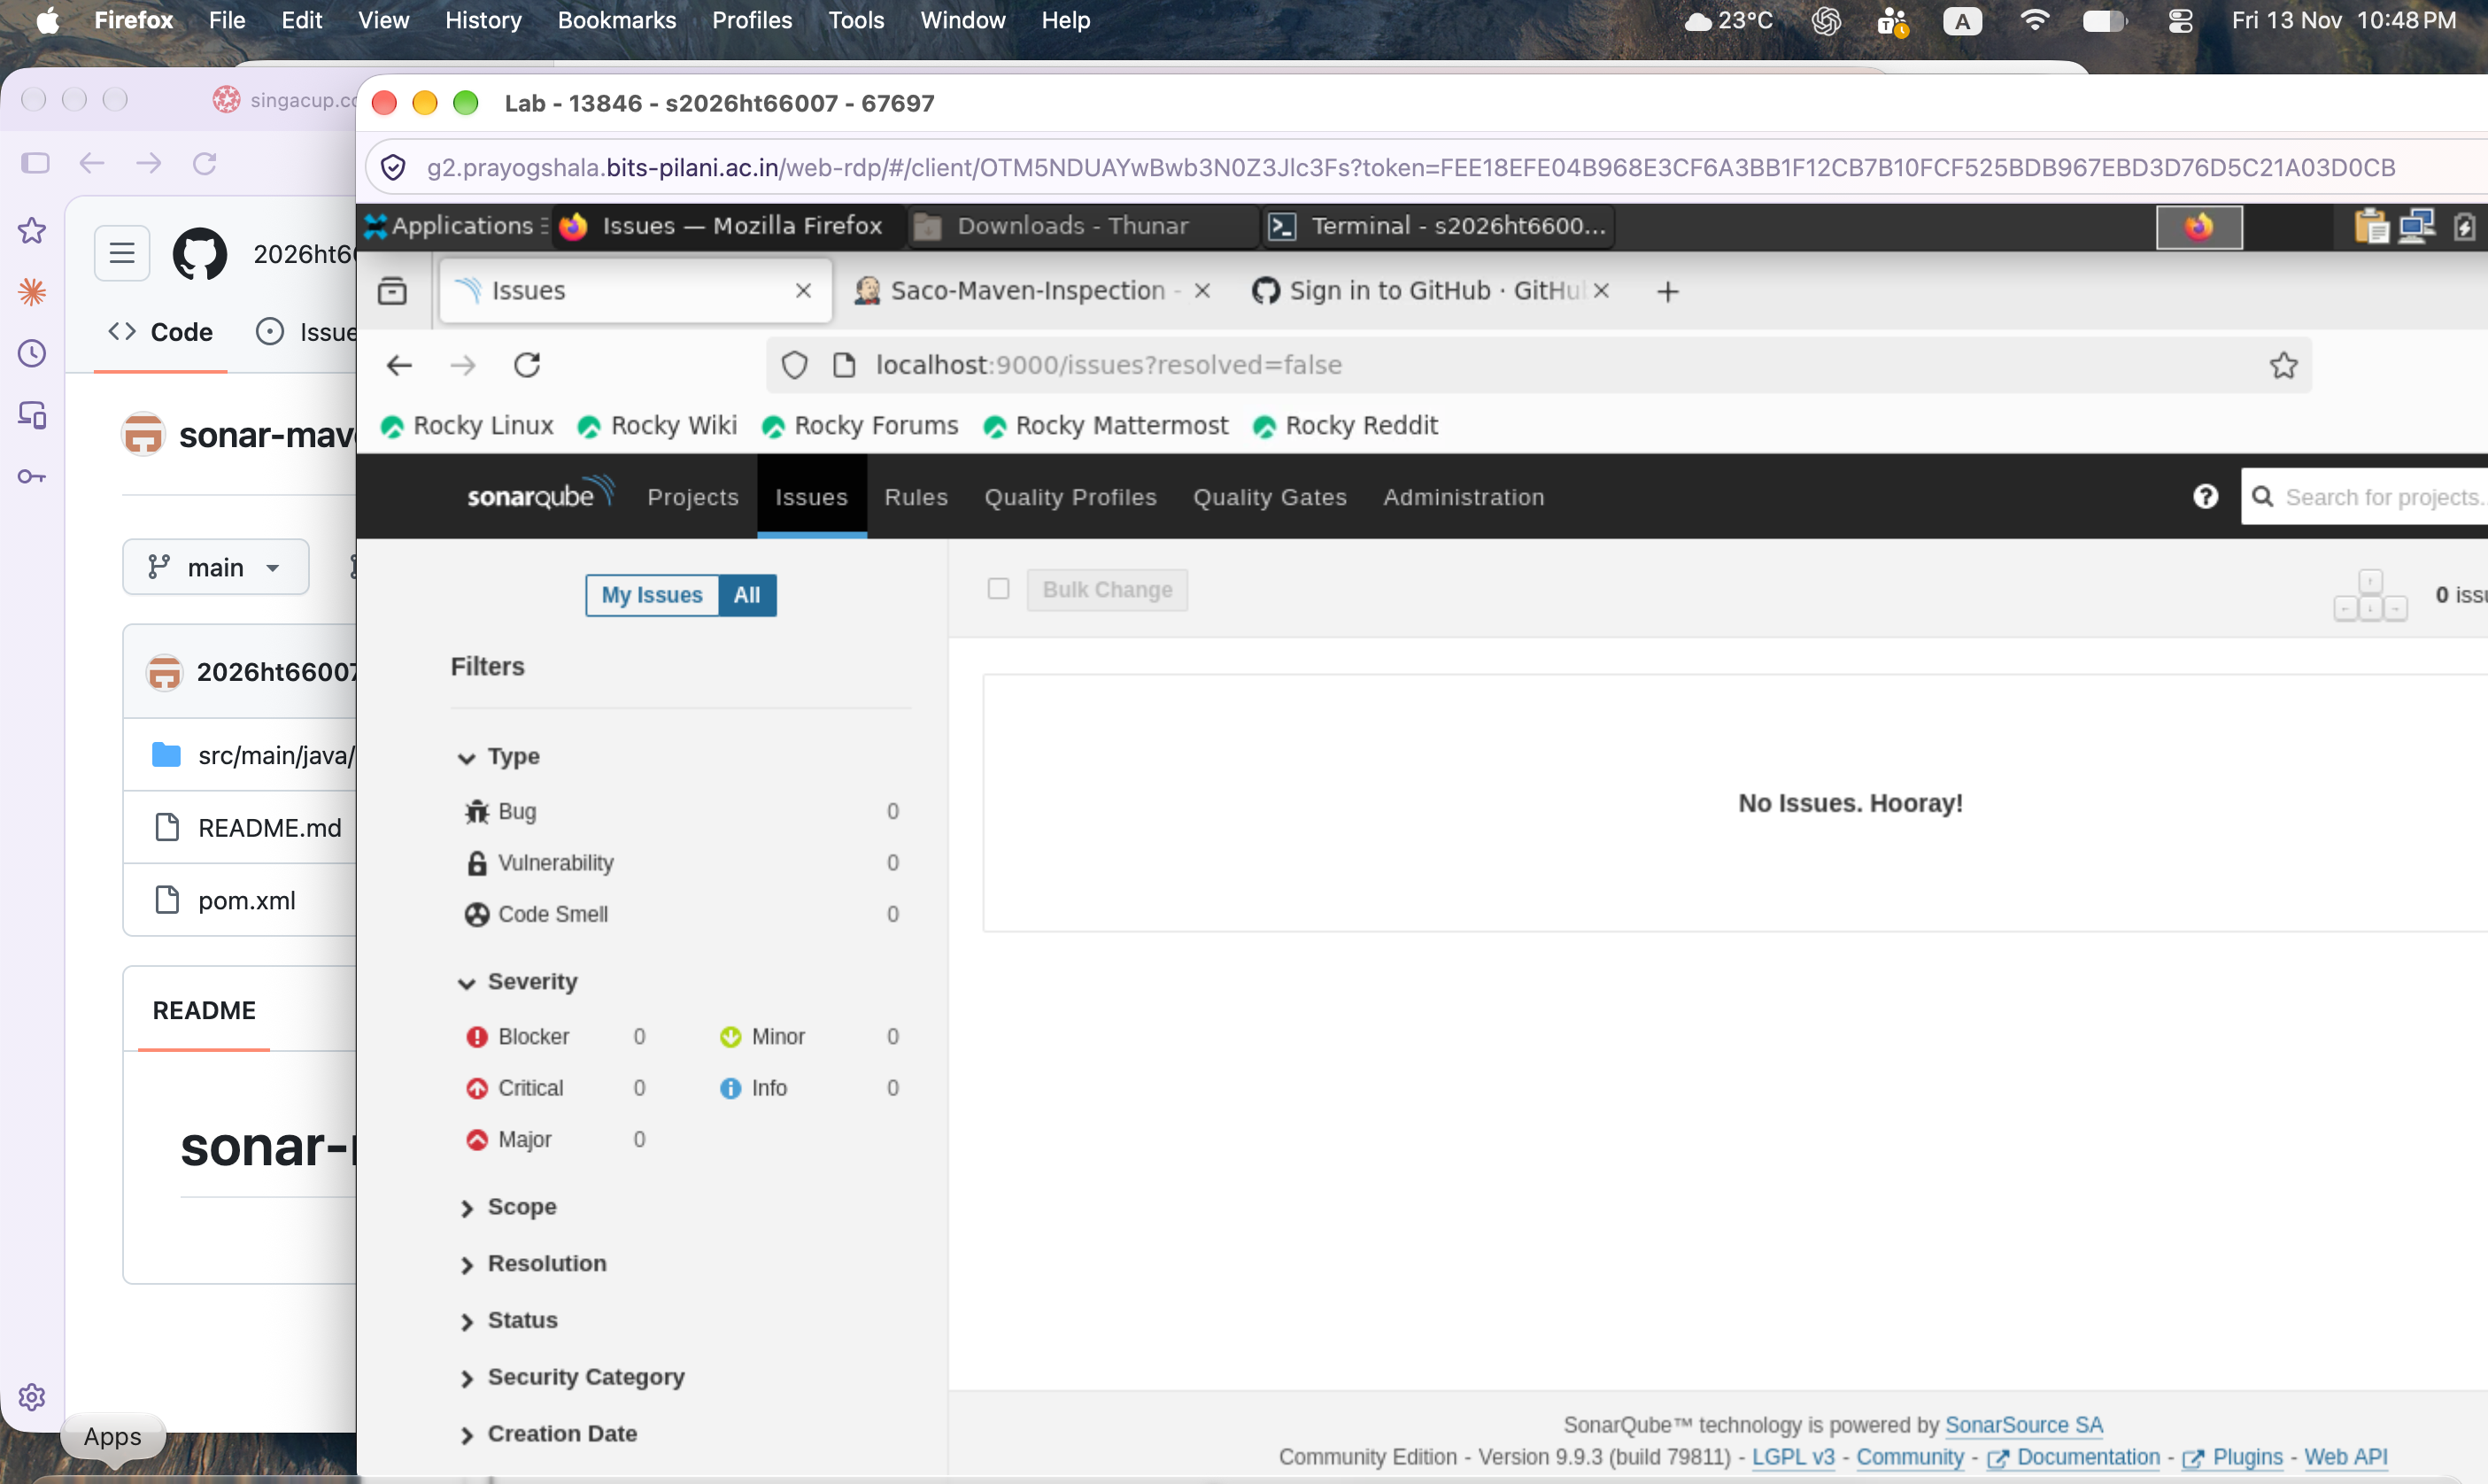 Firefox File Edit View History Bookmarks Profiles Tools Window Help 23°C A Fri 13 Nov 10:48 PM
singacup.co
Lab - 13846 - s2026ht66007 - 67697
g2.prayogshala.bits-pilani.ac.in/web-rdp/#/client/OTM5NDUAYwBwb3N0Z3Jlc3Fs?token=FEE18EFE04B968E3CF6A3BB1F12CB7B10FCF525BDB967EBD3D76D5C21A03D0CB
Applications Issues — Mozilla Firefox Downloads - Thunar Terminal - s2026ht6600...
2026ht6
Issues Saco-Maven-Inspection - Sign in to GitHub · GitHu
Code Issue
localhost:9000/issues?resolved=false
Rocky Linux Rocky Wiki Rocky Forums Rocky Mattermost Rocky Reddit
sonar-mav
sonarqube Projects Issues Rules Quality Profiles Quality Gates Administration ? Search for projects..
main
My Issues All Bulk Change 0 issu
Filters
2026ht66007
Type
src/main/java/
Bug 0
No Issues. Hooray!
README.md
Vulnerability 0
pom.xml
Code Smell 0
Severity
README
Blocker 0 Minor 0
Critical 0 Info 0
Major 0
sonar-
Scope
Resolution
Status
Security Category
Creation Date
Apps
SonarQube™ technology is powered by SonarSource SA
Community Edition - Version 9.9.3 (build 79811) - LGPL v3 - Community - Documentation - Plugins - Web API